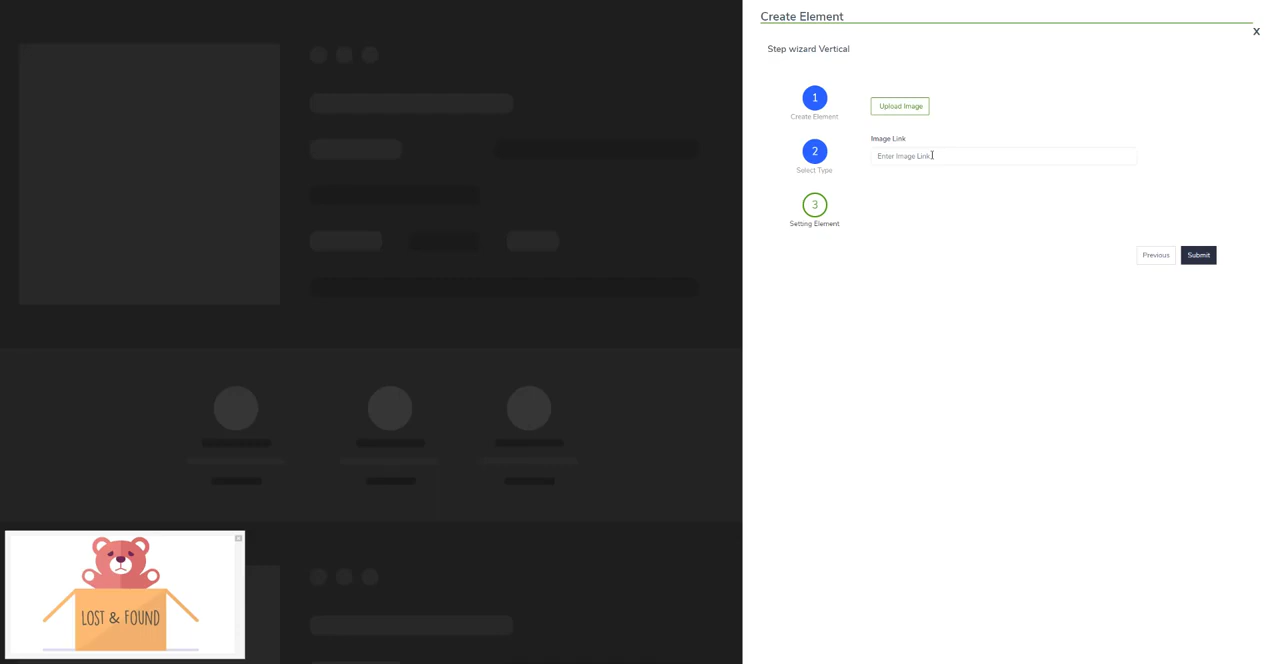 Create Element
X
Step wizard Vertical
1
Create Element
Upload Image
Image Link
Enter Image Link
2
Select Type
3
Setting Element
Previous
Submit
LOST & FOUND